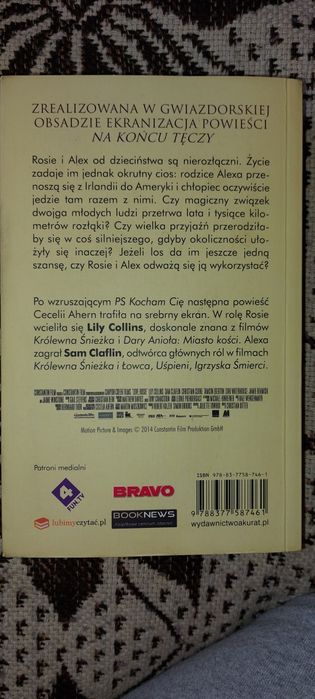 ZREALIZOWANA W GWIAZDORSKIEJ
OBSADZIE EKRANIZACJA POWIEŚCI
NA KOŃCU TĘCZY
Rosie i Alex od dzieciństwa są nierozłączni. Życie
zadaje im jednak okrutny cios: rodzice Alexa prze-
noszą się z Irlandii do Ameryki i chłopiec oczywiście
jedzie tam razem z nimi. Czy magiczny związek
dwojga młodych ludzi przetrwa lata i tysiące kilo-
metrów rozłąki? Czy wielka przyjaźń przerodziła-
by się w coś silniejszego, gdyby okoliczności uło-
żyły się inaczej? Jeżeli los da im jeszcze jedną
szansę, czy Rosie i Alex odważą się ją wykorzystać?
Po wzruszającym PS Kocham Cię następna powieść
Cecelii Ahern trafiła na srebrny ekran. W rolę Rosie
wcieliła się Lily Collins, doskonale znana z filmów
Królewna Śnieżka i Dary Anioła: Miasto kości. Alexa
zagrał Sam Claflin, odtwórca głównych ról w filmach
Królewna Śnieżka i Łowca, Uśpieni, Igrzyska Śmierci.
Motion Picture & Images © 2014 Constantin Film Produktion GmbH
Patroni medialni
4
FUN.TV
BRAVO
lubimyczytać.pl
BOOKNEWS
ISBN 978-83-7758-746-1
9 788377 587461
wydawnictwoakurat.pl